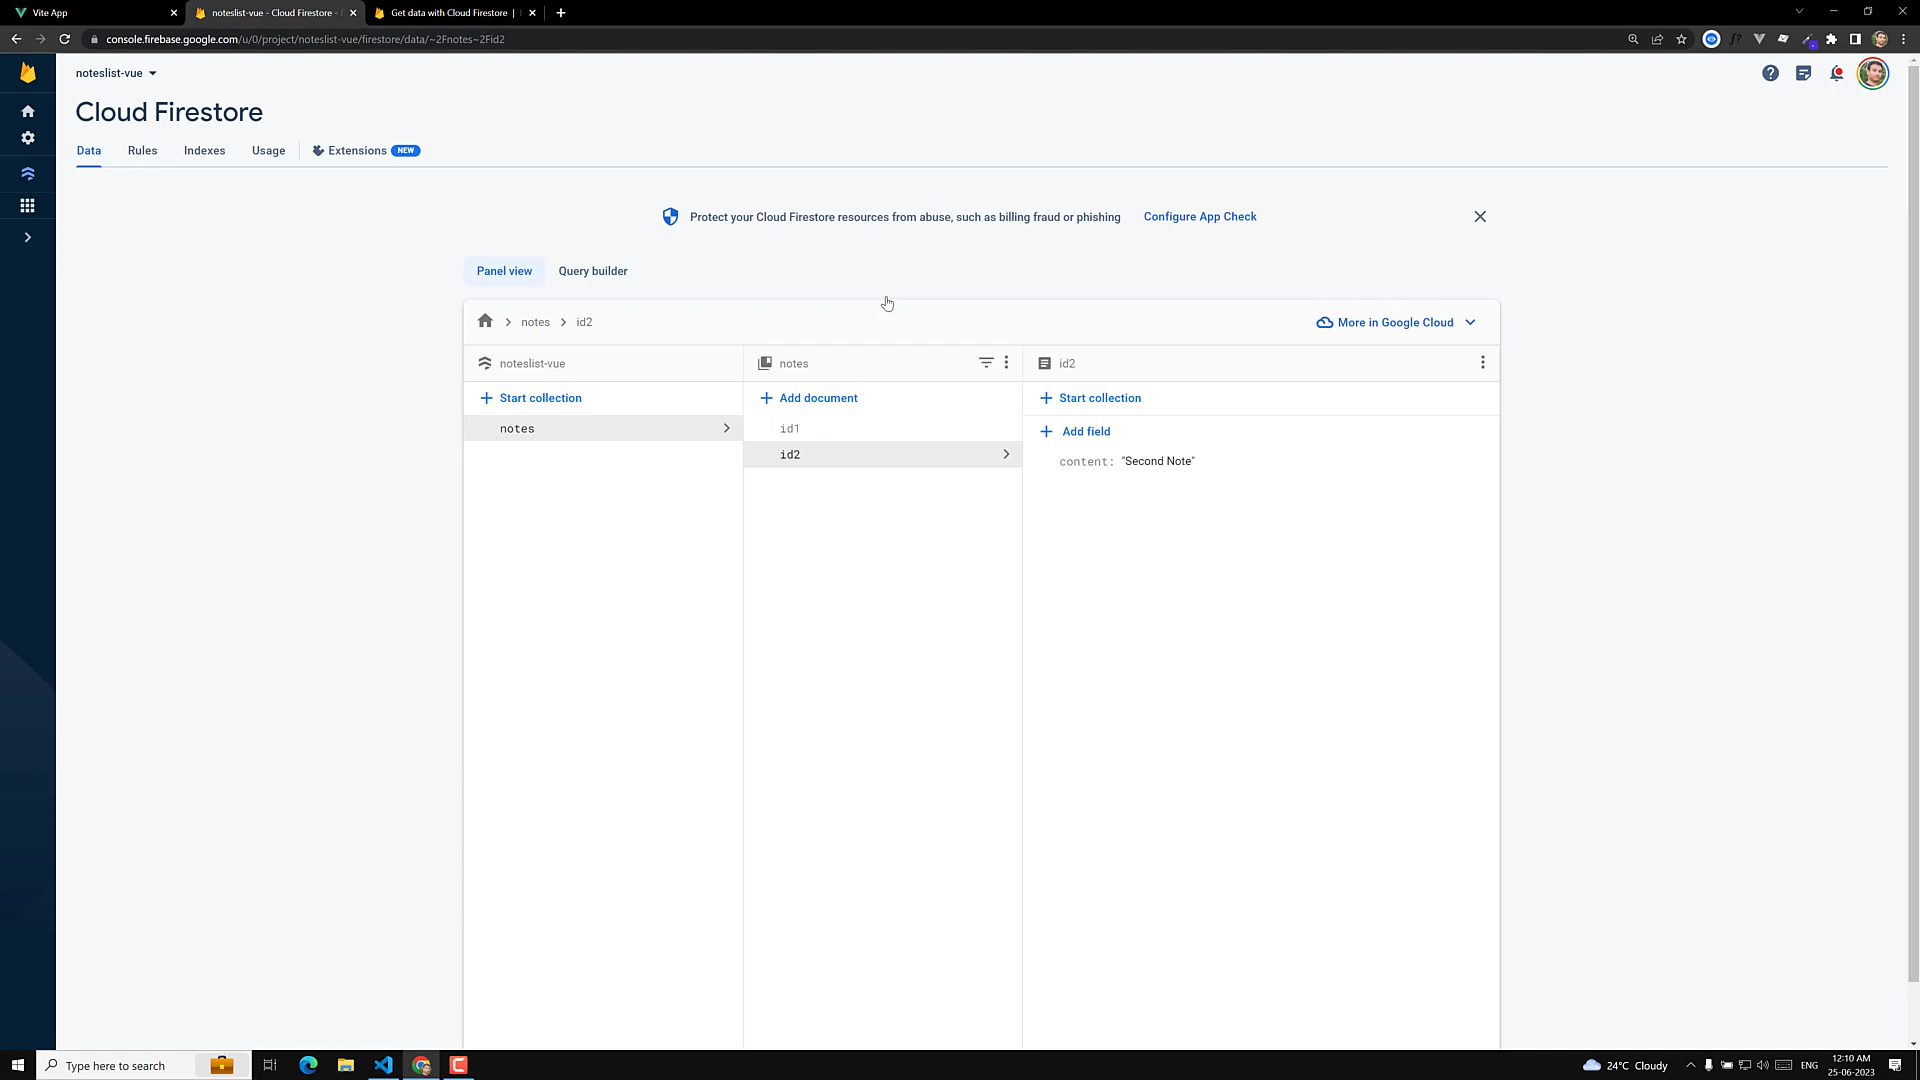 Vite App
noteslist-vue - Cloud Firestore -
Get data with Cloud Firestore |
console.firebase.google.com/u/0/project/noteslist-vue/firestore/data/~2Fnotes~2Fid2
noteslist-vue
Cloud Firestore
Data
Rules
Indexes
Usage
Extensions
NEW
Protect your Cloud Firestore resources from abuse, such as billing fraud or phishing
Configure App Check
Panel view
Query builder
notes
id2
More in Google Cloud
noteslist-vue
notes
id2
Start collection
Add document
Start collection
notes
id1
id2
Add field
content: "Second Note"
Type here to search
24°C Cloudy
ENG
12:10 AM
25-06-2023